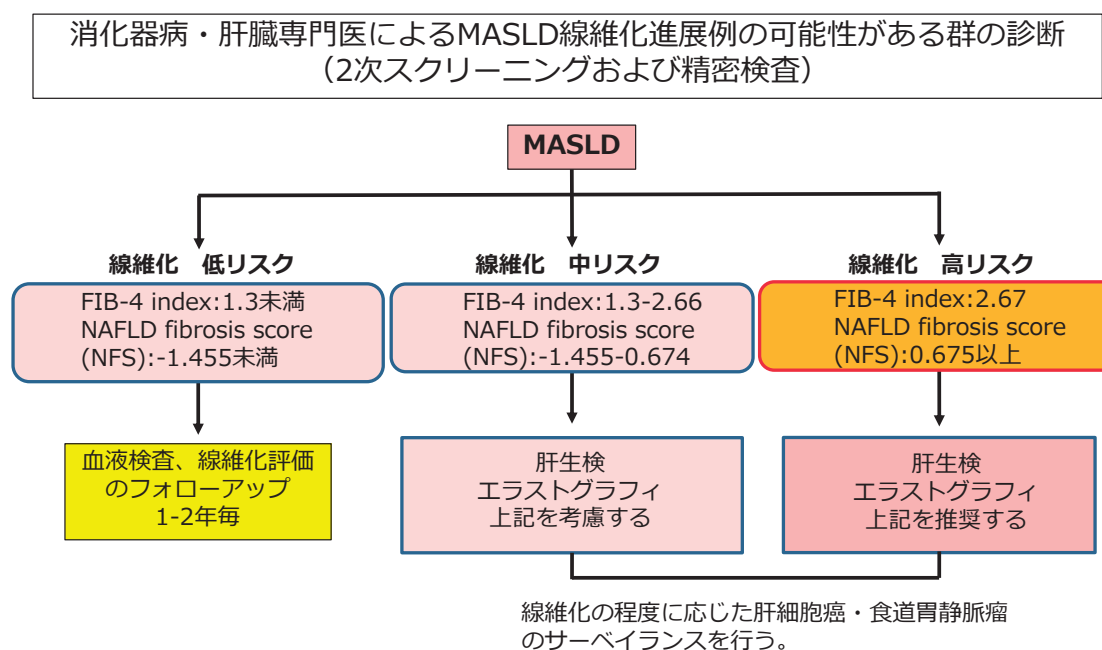 消化器病・肝臓専門医によるMASLD線維化進展例の可能性がある群の診断
（2次スクリーニングおよび精密検査）
MASLD
線維化　低リスク
FIB-4 index:1.3未満
NAFLD fibrosis score
(NFS):-1.455未満
線維化　中リスク
FIB-4 index:1.3-2.66
NAFLD fibrosis score
(NFS):-1.455-0.674
線維化　高リスク
FIB-4 index:2.67
NAFLD fibrosis score
(NFS):0.675以上
血液検査、線維化評価
のフォローアップ
1-2年毎
肝生検
エラストグラフィ
上記を考慮する
肝生検
エラストグラフィ
上記を推奨する
線維化の程度に応じた肝細胞癌・食道胃静脈瘤
のサーベイランスを行う。